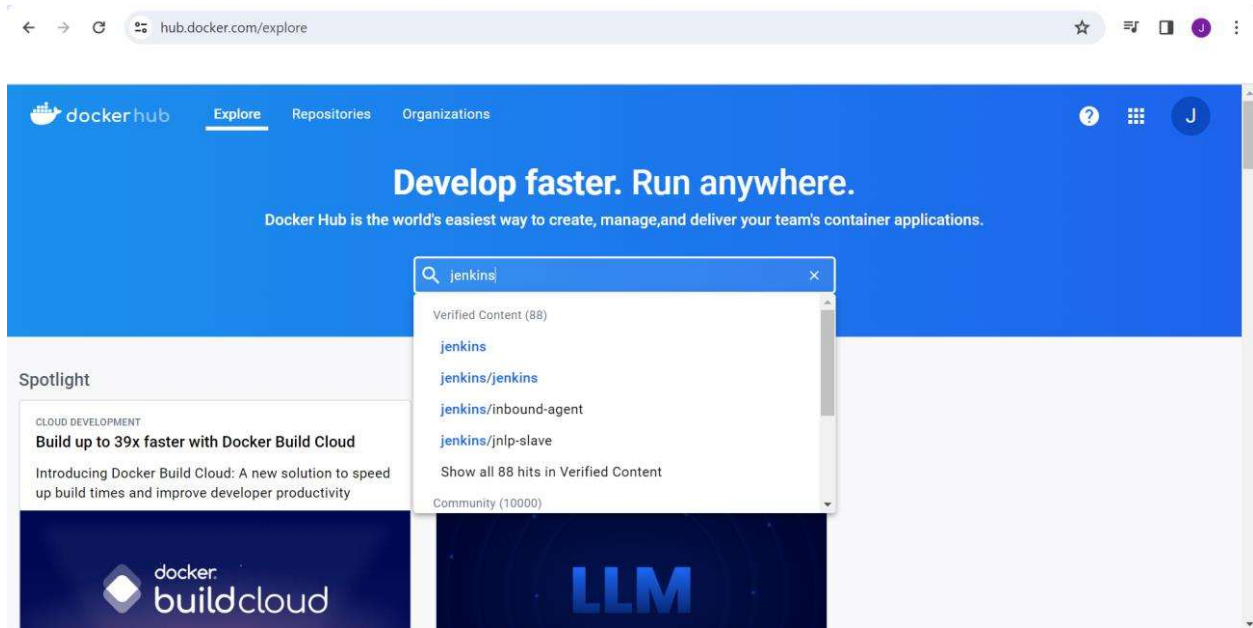 hub.docker.com/explore
J
dockerhub
Explore
Repositories
Organizations
?
J
Develop faster. Run anywhere.
Docker Hub is the world's easiest way to create, manage,and deliver your team's container applications.
jenkins
Verified Content (88)
jenkins
jenkins/jenkins
jenkins/inbound-agent
jenkins/jnlp-slave
Show all 88 hits in Verified Content
Community (10000)
Spotlight
CLOUD DEVELOPMENT
Build up to 39x faster with Docker Build Cloud
Introducing Docker Build Cloud: A new solution to speed
up build times and improve developer productivity
docker
buildcloud
LLM